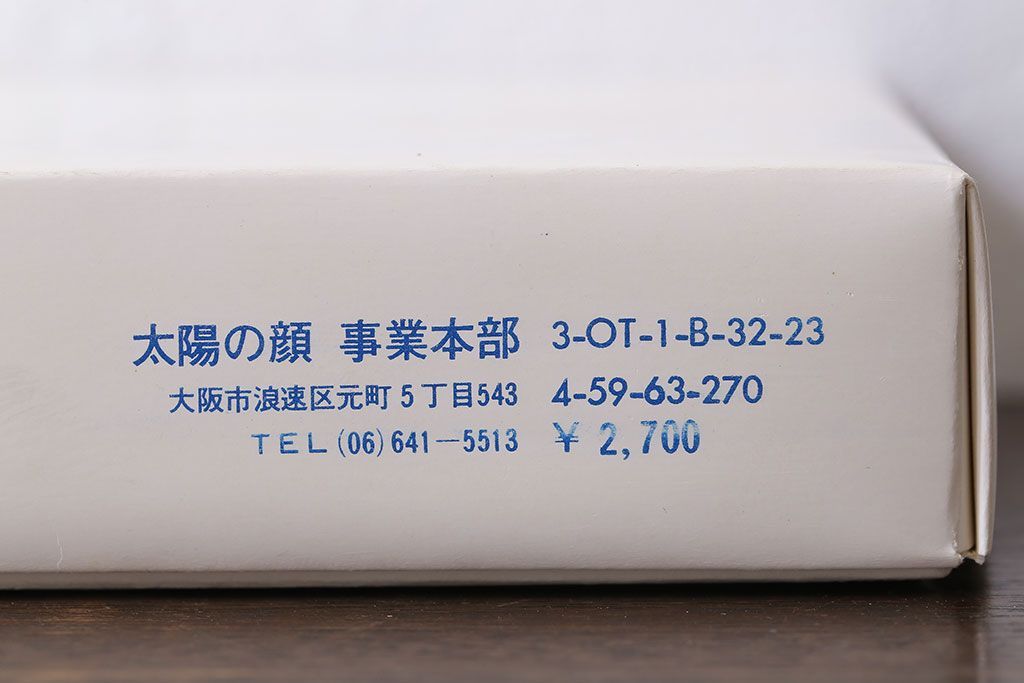 太陽の顔 事業本部 3-OT-1-B-32-23
大阪市浪速区元町5丁目543 4-59-63-270
TEL(06)641-5513 ¥2,700